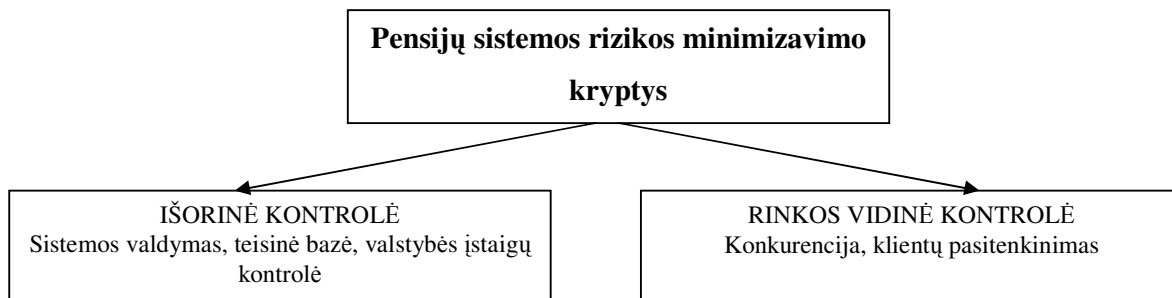 Pensijų sistemos rizikos minimizavimo
kryptys
IŠORINĖ KONTROLĖ
Sistemos valdymas, teisinė bazė, valstybės įstaigų
kontrolė
RINKOS VIDINĖ KONTROLĖ
Konkurencija, klientų pasitenkinimas